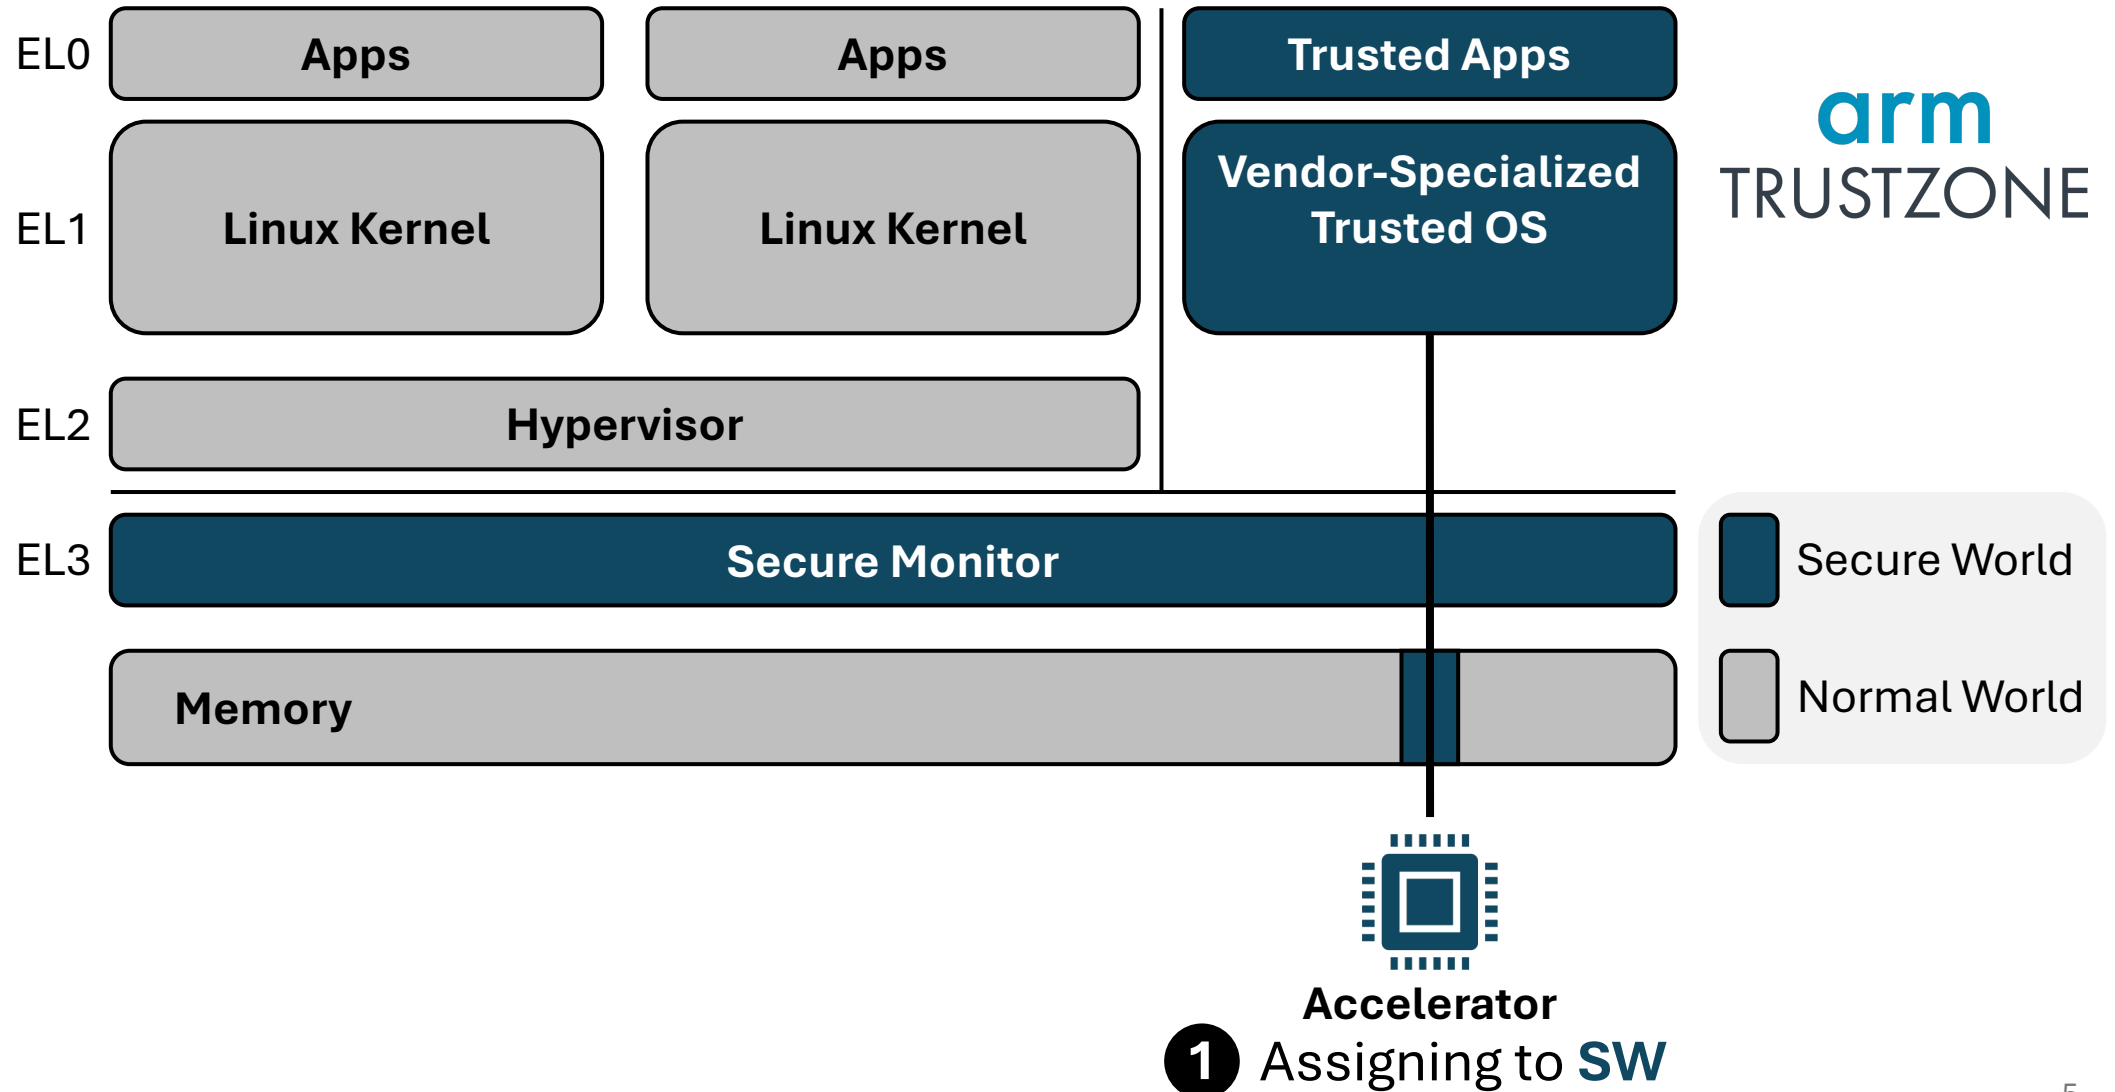 EL0
Apps
Apps
Trusted Apps
arm
TRUSTZONE
EL1
Linux Kernel
Linux Kernel
Vendor-Specialized
Trusted OS
EL2
Hypervisor
EL3
Secure Monitor
Secure World
Memory
Normal World
Accelerator
1 Assigning to SW
5